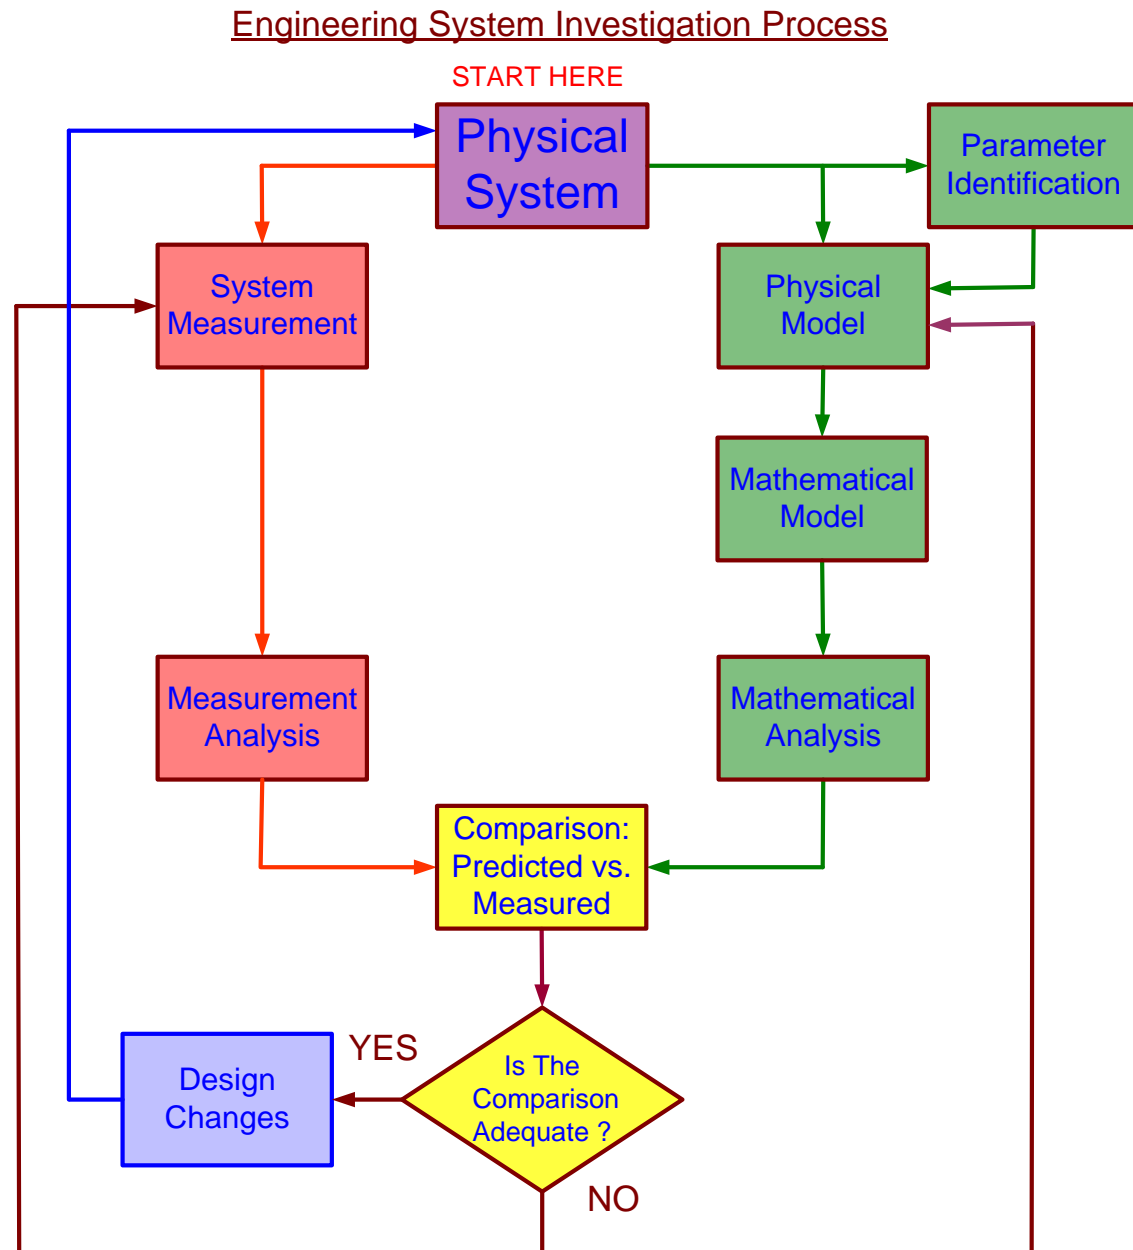 Engineering System Investigation Process
START HERE
Physical
System
Parameter
Identification
System
Measurement
Physical
Model
Mathematical
Model
Measurement
Analysis
Mathematical
Analysis
Comparison:
Predicted vs.
Measured
YES
Is The
Comparison
Adequate ?
Design
Changes
NO